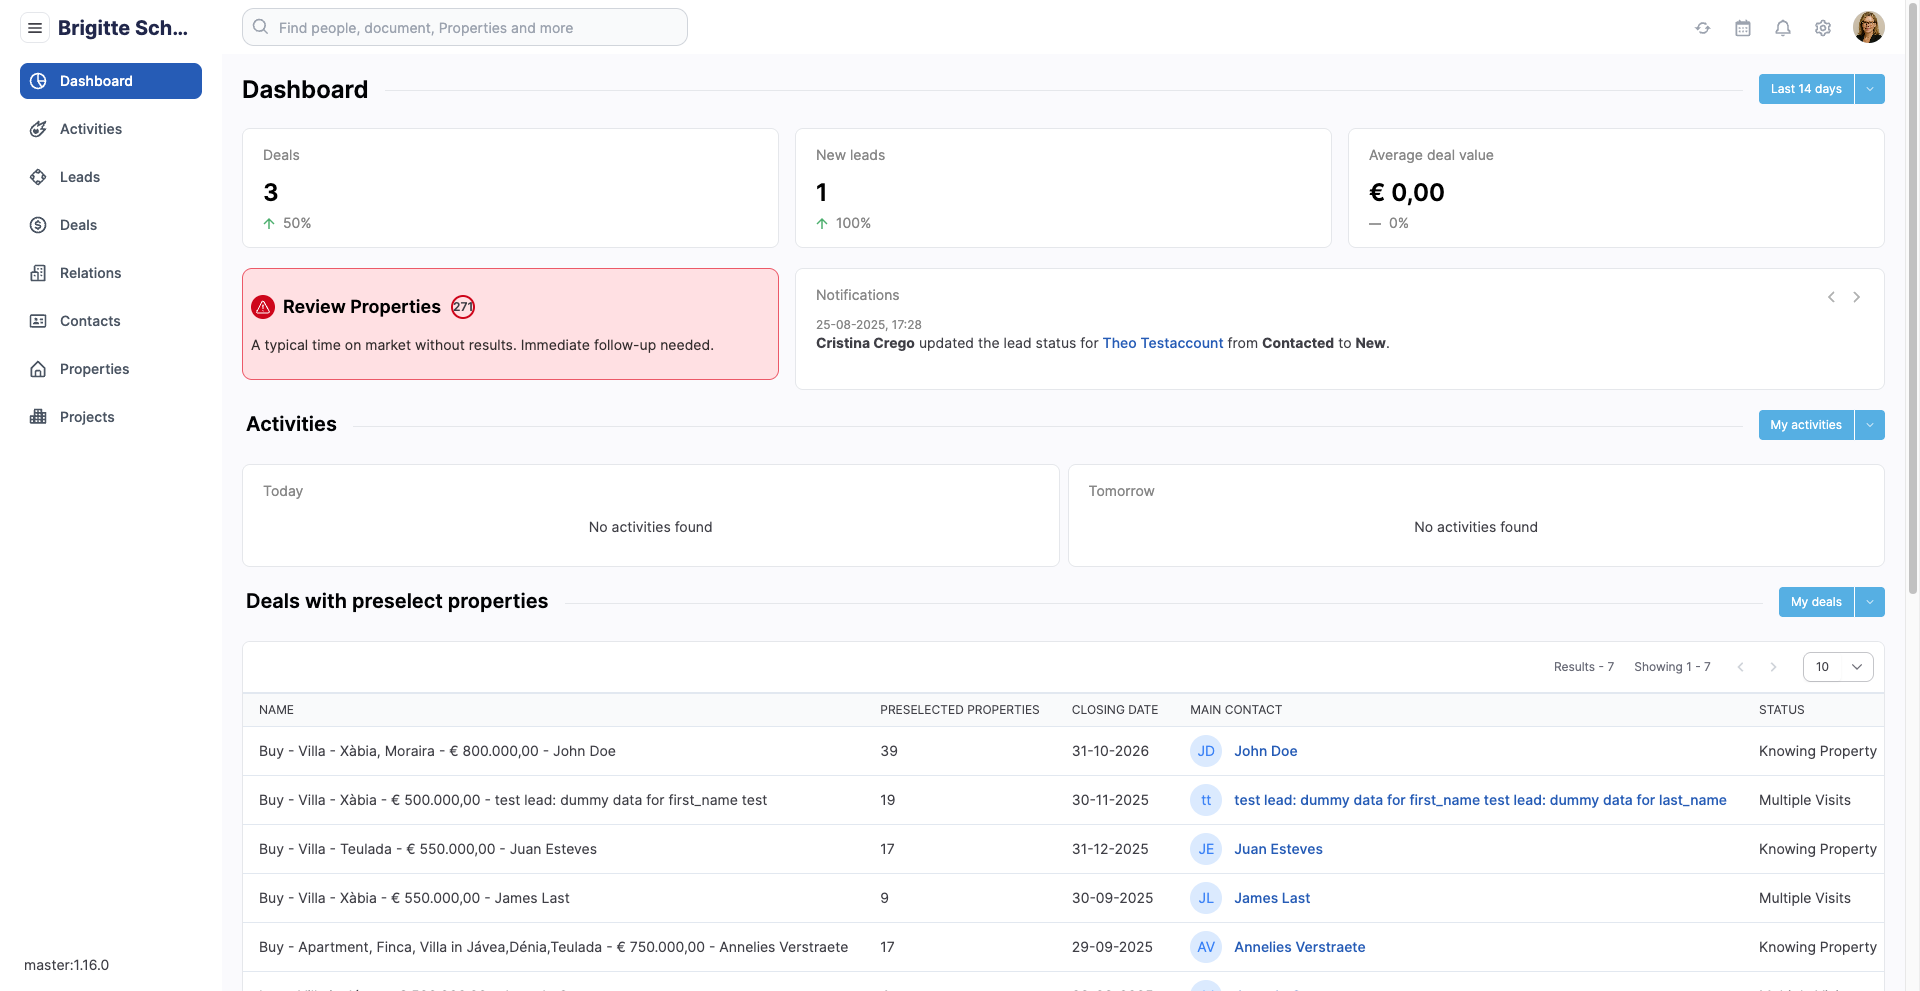 Brigitte Sch...
Find people, document, Properties and more
Dashboard
Activities
Leads
Deals
Relations
Contacts
Properties
Projects
master:1.16.0
Dashboard
Last 14 days
Deals
3
50%
New leads
1
100%
Average deal value
€ 0,00
0%
Review Properties 271
A typical time on market without results. Immediate follow-up needed.
Notifications
25-08-2025, 17:28
Cristina Crego updated the lead status for Theo Testaccount from Contacted to New.
Activities
My activities
Today
No activities found
Tomorrow
No activities found
Deals with preselect properties
My deals
Results - 7 Showing 1 - 7 10
NAME PRESELECTED PROPERTIES CLOSING DATE MAIN CONTACT STATUS
Buy - Villa - Xàbia, Moraira - € 800.000,00 - John Doe 39 31-10-2026 JD John Doe Knowing Property
Buy - Villa - Xàbia - € 500.000,00 - test lead: dummy data for first_name test 19 30-11-2025 tt test lead: dummy data for first_name test lead: dummy data for last_name Multiple Visits
Buy - Villa - Teulada - € 550.000,00 - Juan Esteves 17 31-12-2025 JE Juan Esteves Knowing Property
Buy - Villa - Xàbia - € 550.000,00 - James Last 9 30-09-2025 JL James Last Multiple Visits
Buy - Apartment, Finca, Villa in Jávea,Dénia,Teulada - € 750.000,00 - Annelies Verstraete 17 29-09-2025 AV Annelies Verstraete Knowing Property